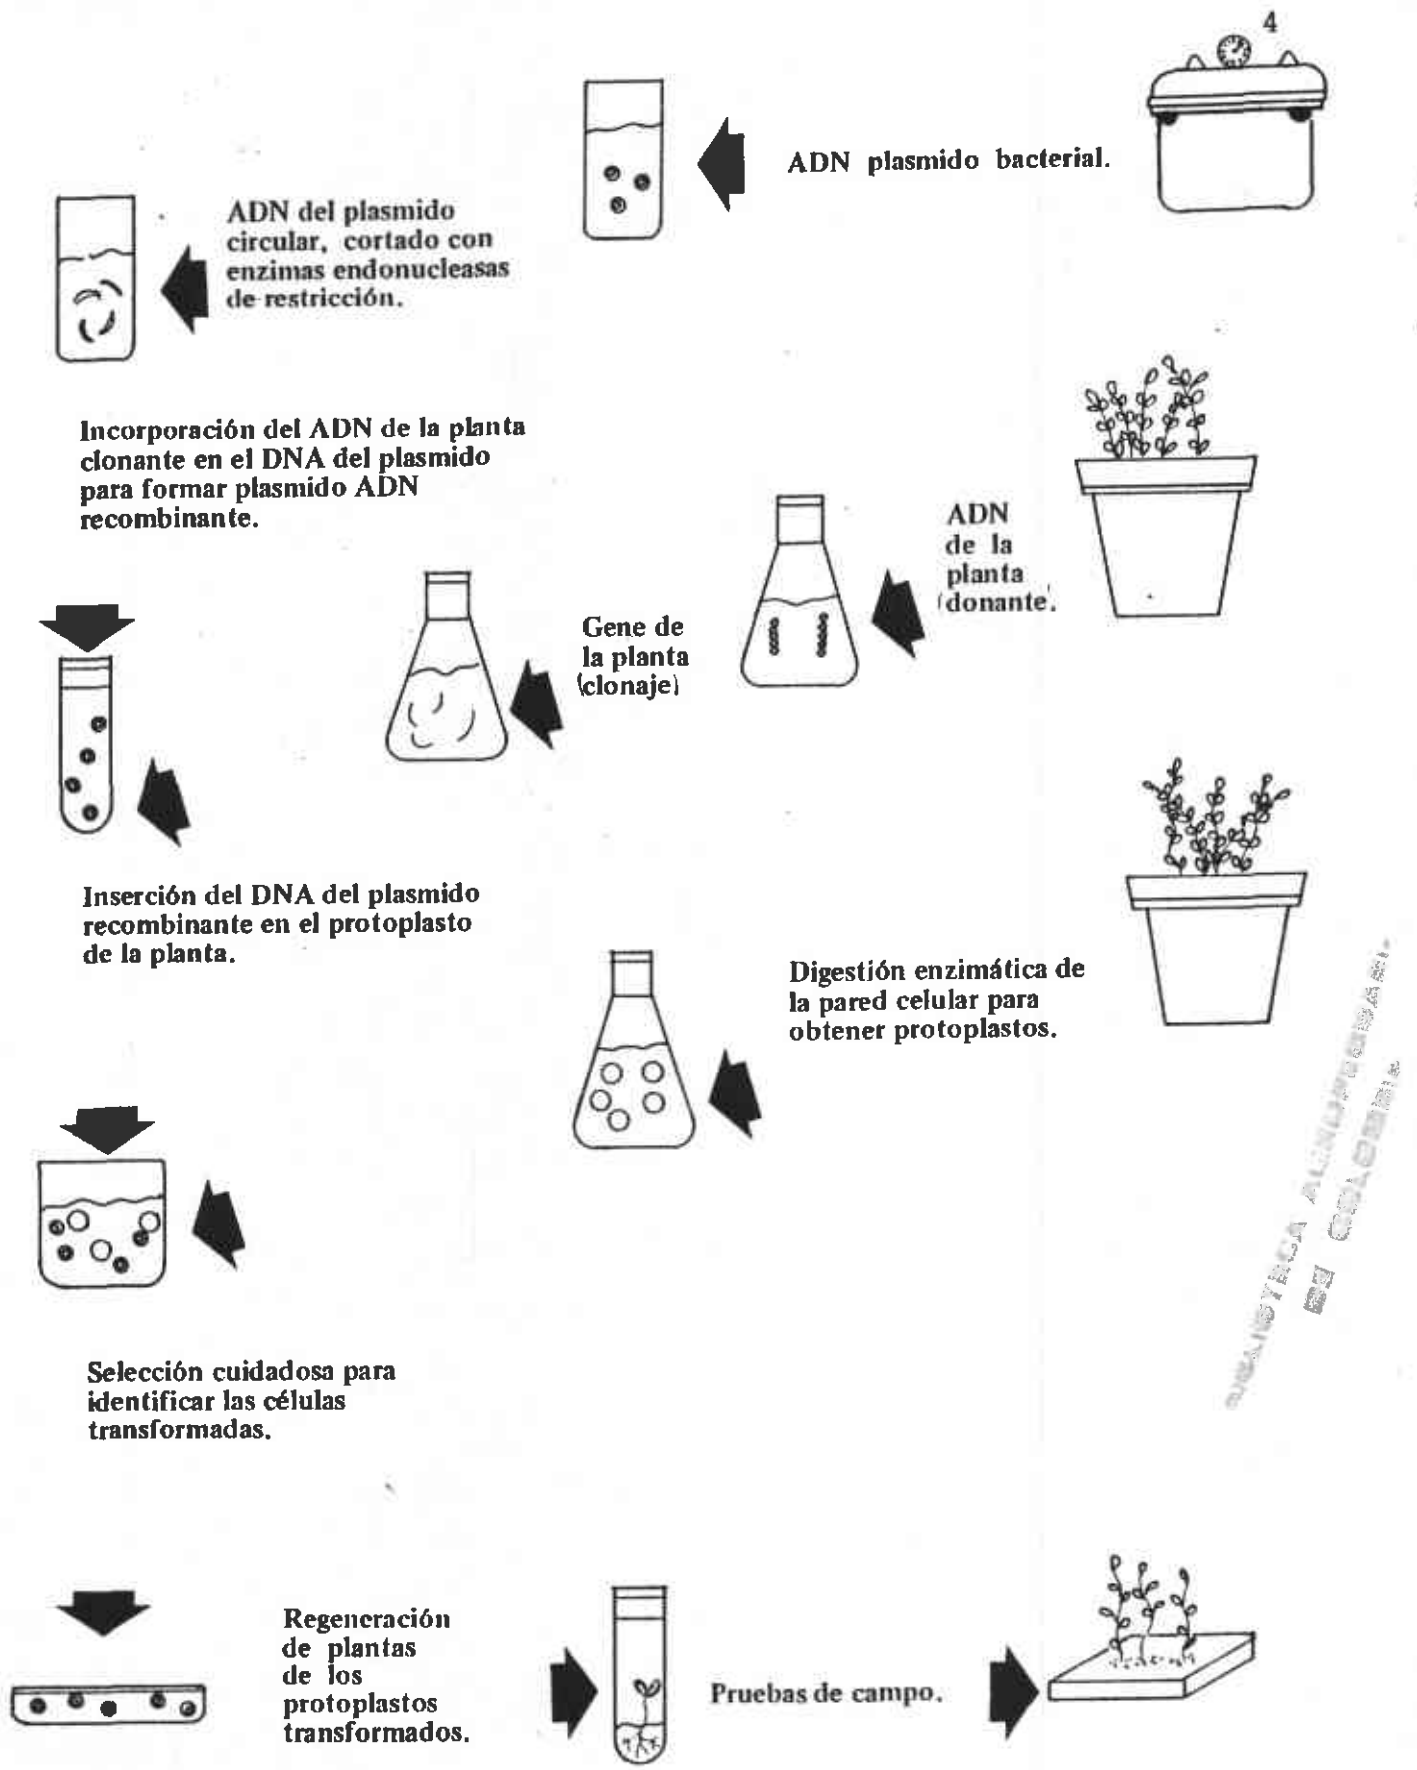 4
ADN plasmido bacterial.
ADN del plasmido
circular, cortado con
enzimas endonucleasas
de restricción.
Incorporación del ADN de la planta
clonante en el DNA del plasmido
para formar plasmido ADN
recombinante.
ADN
de la
planta
(donante).
Gene de
la planta
(clonaje)
Inserción del DNA del plasmido
recombinante en el protoplasto
de la planta.
Digestión enzimática de
la pared celular para
obtener protoplastos.
Selección cuidadosa para
identificar las células
transformadas.
Regeneración
de plantas
de los
protoplastos
transformados.
Pruebas de campo.
DE COLOMBIA